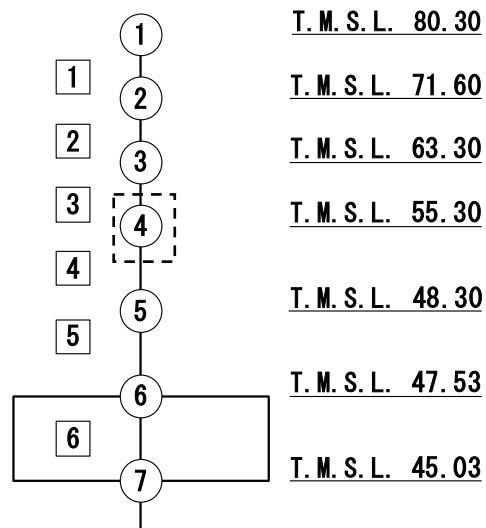 1 T. M. S. L. 80. 30
1
2 T. M. S. L. 71. 60
2
3 T. M. S. L. 63. 30
3
4 T. M. S. L. 55. 30
4
5 T. M. S. L. 48. 30
5
6 T. M. S. L. 47. 53
6
7 T. M. S. L. 45. 03